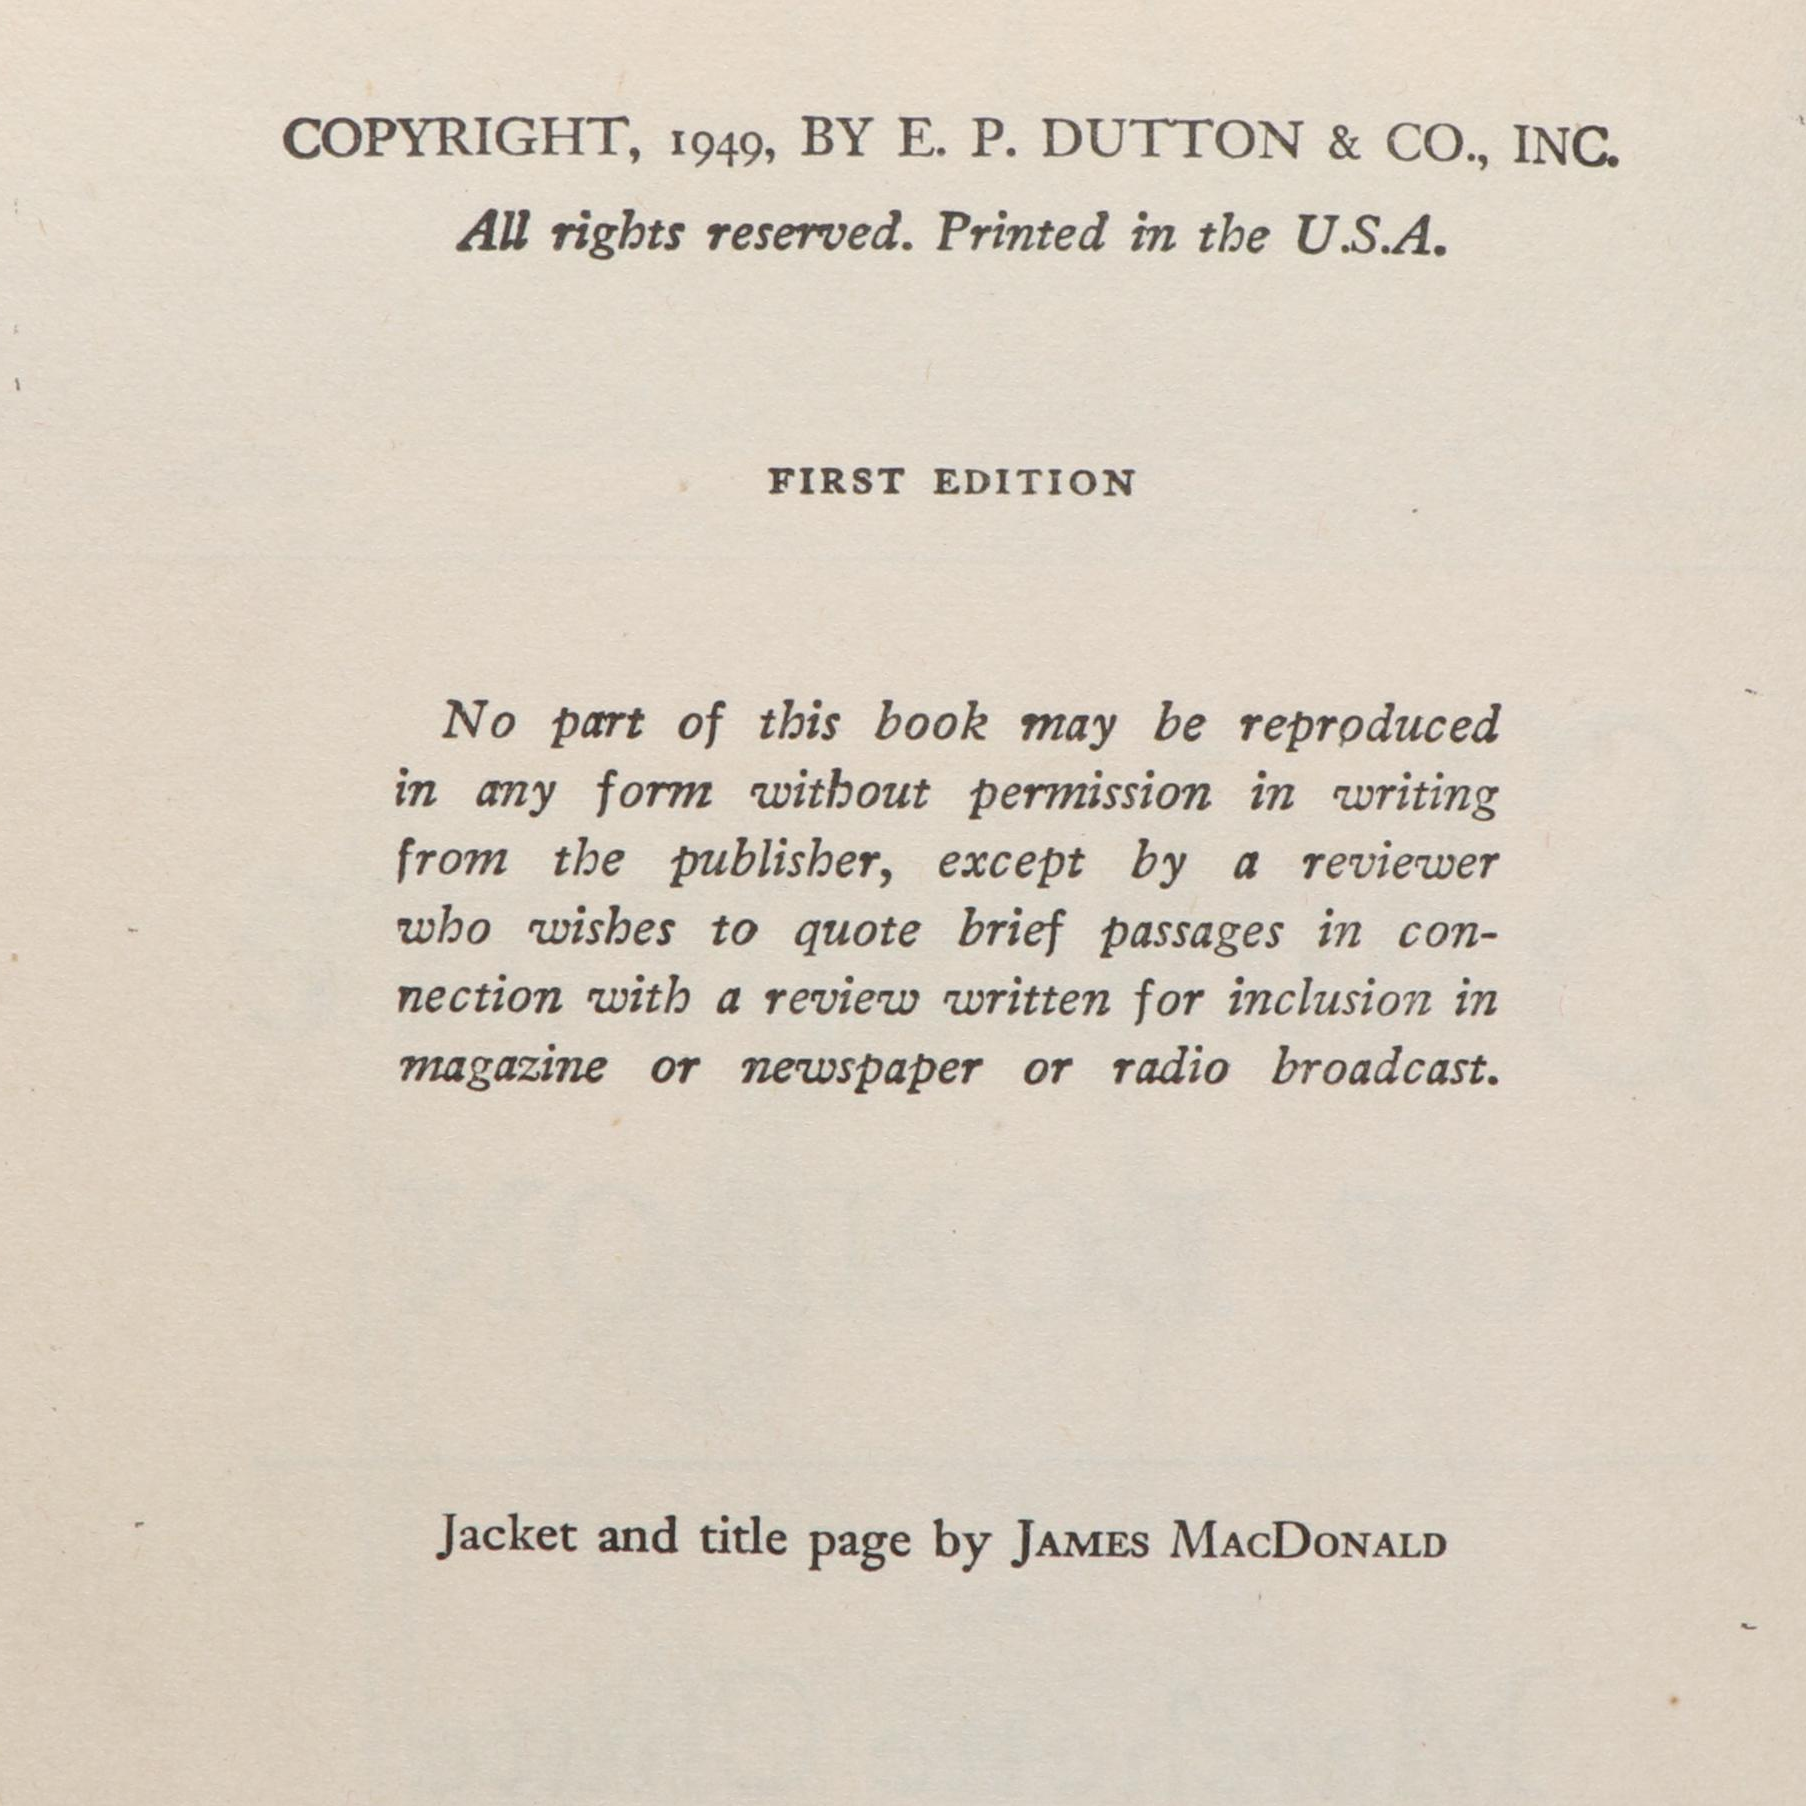 COPYRIGHT, 1949, BY E. P. DUTTON & CO., INC.
All rights reserved. Printed in the U.S.A.
FIRST EDITION
No part of this book may be reproduced
in any form without permission in writing
from the publisher, except by a reviewer
who wishes to quote brief passages in con-
nection with a review written for inclusion in
magazine or newspaper or radio broadcast.
Jacket and title page by JAMES MACDONALD